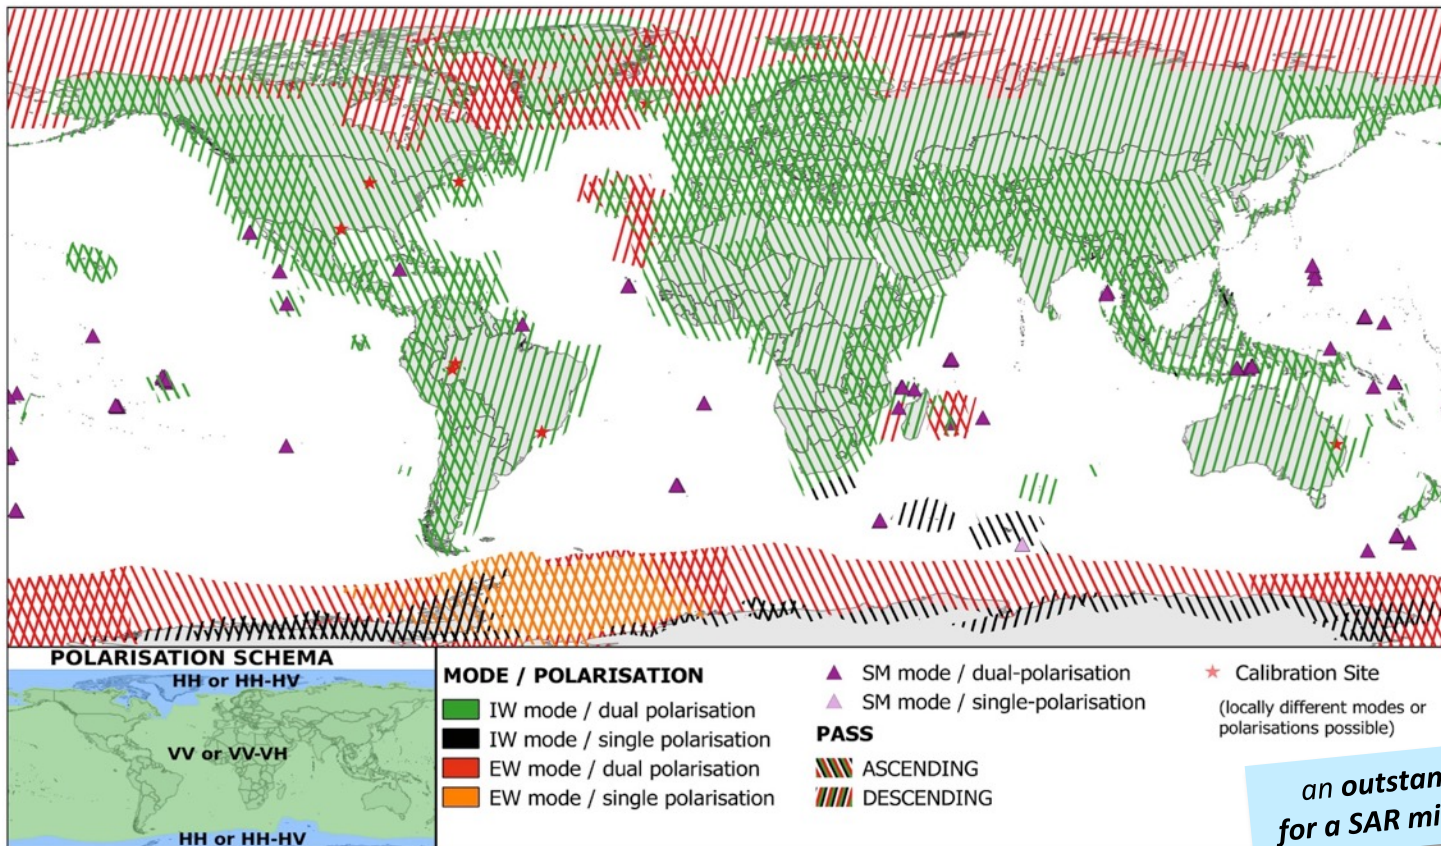 POLARISATION SCHEMA
HH or HH-HV
VV or VV-VH
HH or HH-HV
MODE / POLARISATION
IW mode / dual polarisation
IW mode / single polarisation
EW mode / dual polarisation
EW mode / single polarisation
SM mode / dual-polarisation
SM mode / single-polarisation
PASS
ASCENDING
DESCENDING
Calibration Site
(locally different modes or
polarisations possible)
an outstan
for a SAR mi